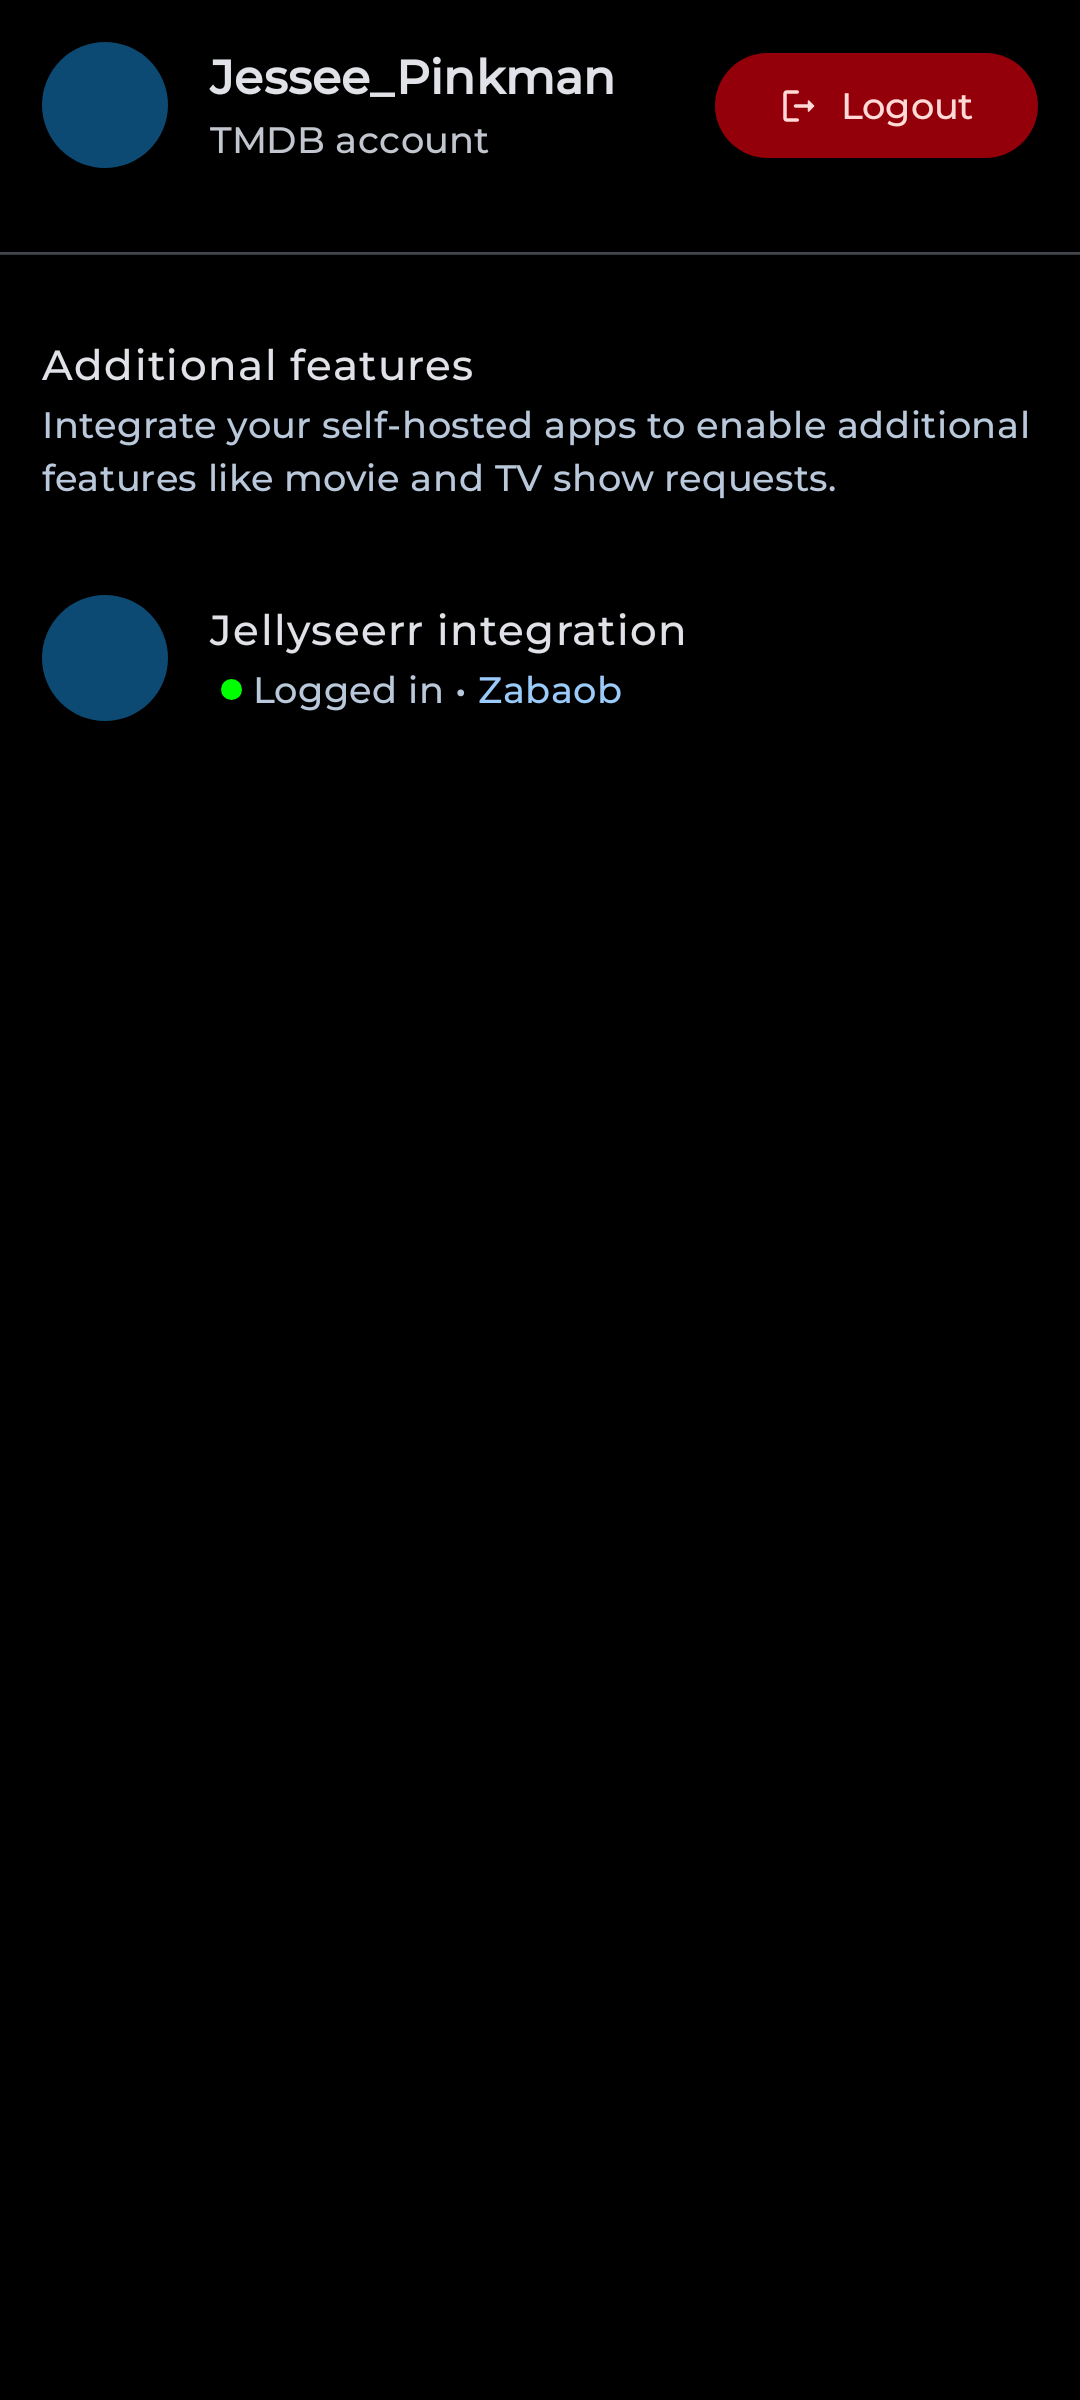 Jessee_Pinkman
TMDB account
Logout
Additional features
Integrate your self-hosted apps to enable additional
features like movie and TV show requests.
Jellyseerr integration
Logged in • Zabaob